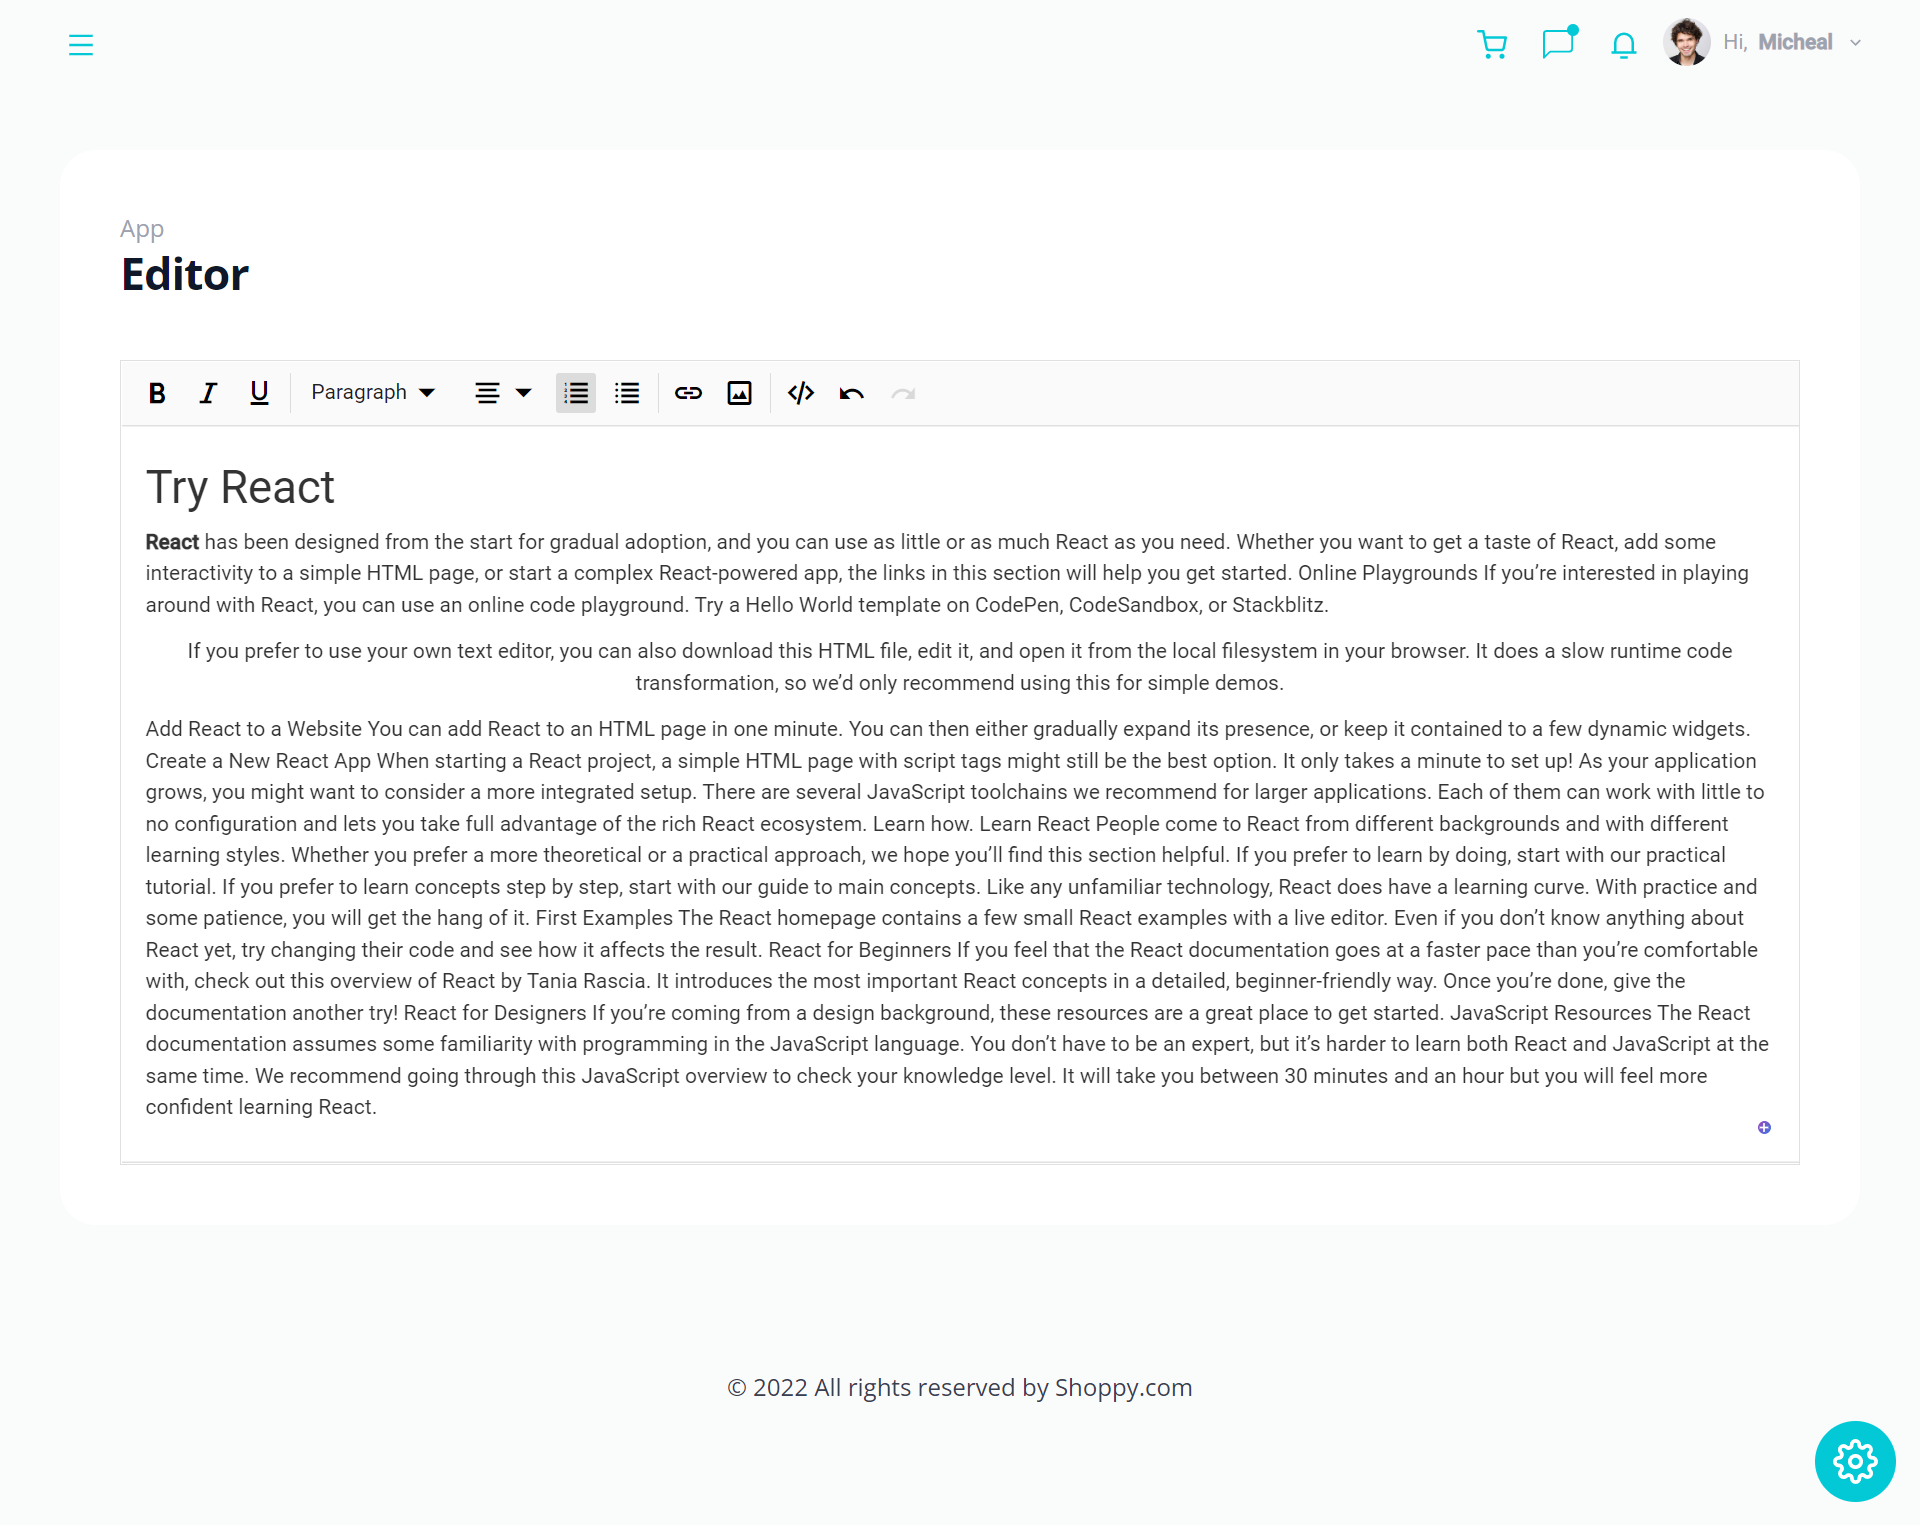 Hi, Micheal
App
Editor
Paragraph
Try React
React has been designed from the start for gradual adoption, and you can use as little or as much React as you need. Whether you want to get a taste of React, add some
interactivity to a simple HTML page, or start a complex React-powered app, the links in this section will help you get started. Online Playgrounds If you’re interested in playing
around with React, you can use an online code playground. Try a Hello World template on CodePen, CodeSandbox, or Stackblitz.
If you prefer to use your own text editor, you can also download this HTML file, edit it, and open it from the local filesystem in your browser. It does a slow runtime code
transformation, so we’d only recommend using this for simple demos.
Add React to a Website You can add React to an HTML page in one minute. You can then either gradually expand its presence, or keep it contained to a few dynamic widgets.
Create a New React App When starting a React project, a simple HTML page with script tags might still be the best option. It only takes a minute to set up! As your application
grows, you might want to consider a more integrated setup. There are several JavaScript toolchains we recommend for larger applications. Each of them can work with little to
no configuration and lets you take full advantage of the rich React ecosystem. Learn how. Learn React People come to React from different backgrounds and with different
learning styles. Whether you prefer a more theoretical or a practical approach, we hope you’ll find this section helpful. If you prefer to learn by doing, start with our practical
tutorial. If you prefer to learn concepts step by step, start with our guide to main concepts. Like any unfamiliar technology, React does have a learning curve. With practice and
some patience, you will get the hang of it. First Examples The React homepage contains a few small React examples with a live editor. Even if you don’t know anything about
React yet, try changing their code and see how it affects the result. React for Beginners If you feel that the React documentation goes at a faster pace than you’re comfortable
with, check out this overview of React by Tania Rascia. It introduces the most important React concepts in a detailed, beginner-friendly way. Once you’re done, give the
documentation another try! React for Designers If you’re coming from a design background, these resources are a great place to get started. JavaScript Resources The React
documentation assumes some familiarity with programming in the JavaScript language. You don’t have to be an expert, but it’s harder to learn both React and JavaScript at the
same time. We recommend going through this JavaScript overview to check your knowledge level. It will take you between 30 minutes and an hour but you will feel more
confident learning React.
© 2022 All rights reserved by Shoppy.com